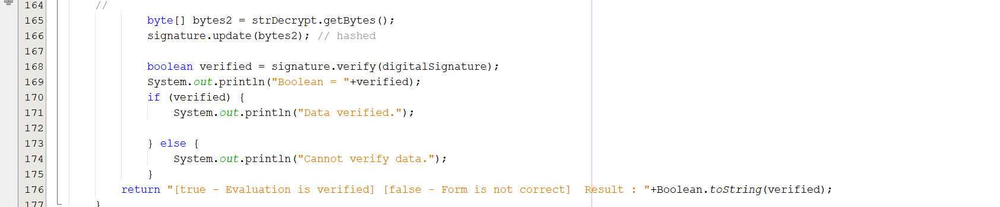 164 //
165 byte[] bytes2 = strDecrypt.getBytes();
166 signature.update(bytes2); // hashed
167
168 boolean verified = signature.verify(digitalSignature);
169 System.out.println("Boolean = "+verified);
170 if (verified) {
171 System.out.println("Data verified.");
172
173 } else {
174 System.out.println("Cannot verify data.");
175 }
176 return "[true - Evaluation is verified] [false - Form is not correct]  Result : "+Boolean.toString(verified);
177 }